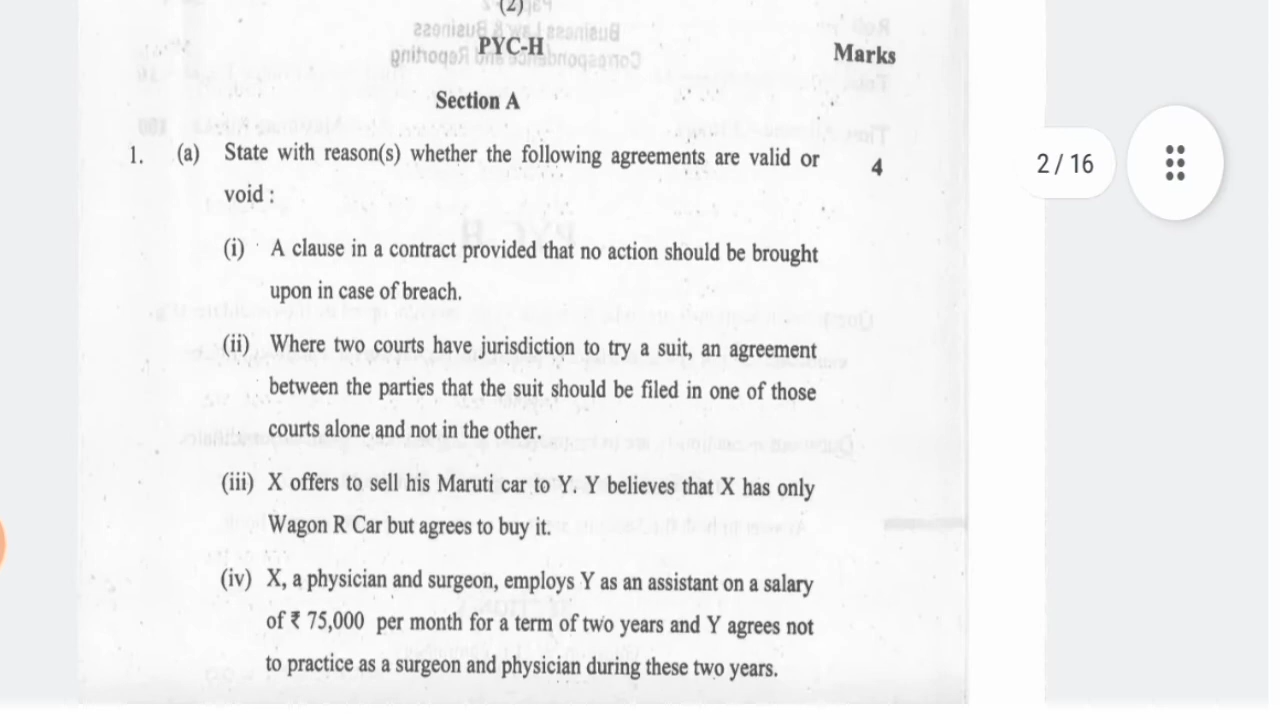 (2)
PYC-H
Marks
Section A
1. (a) State with reason(s) whether the following agreements are valid or 4
void :
(i) A clause in a contract provided that no action should be brought
upon in case of breach.
(ii) Where two courts have jurisdiction to try a suit, an agreement
between the parties that the suit should be filed in one of those
courts alone and not in the other.
(iii) X offers to sell his Maruti car to Y. Y believes that X has only
Wagon R Car but agrees to buy it.
(iv) X, a physician and surgeon, employs Y as an assistant on a salary
of ₹ 75,000 per month for a term of two years and Y agrees not
to practice as a surgeon and physician during these two years.
2 / 16